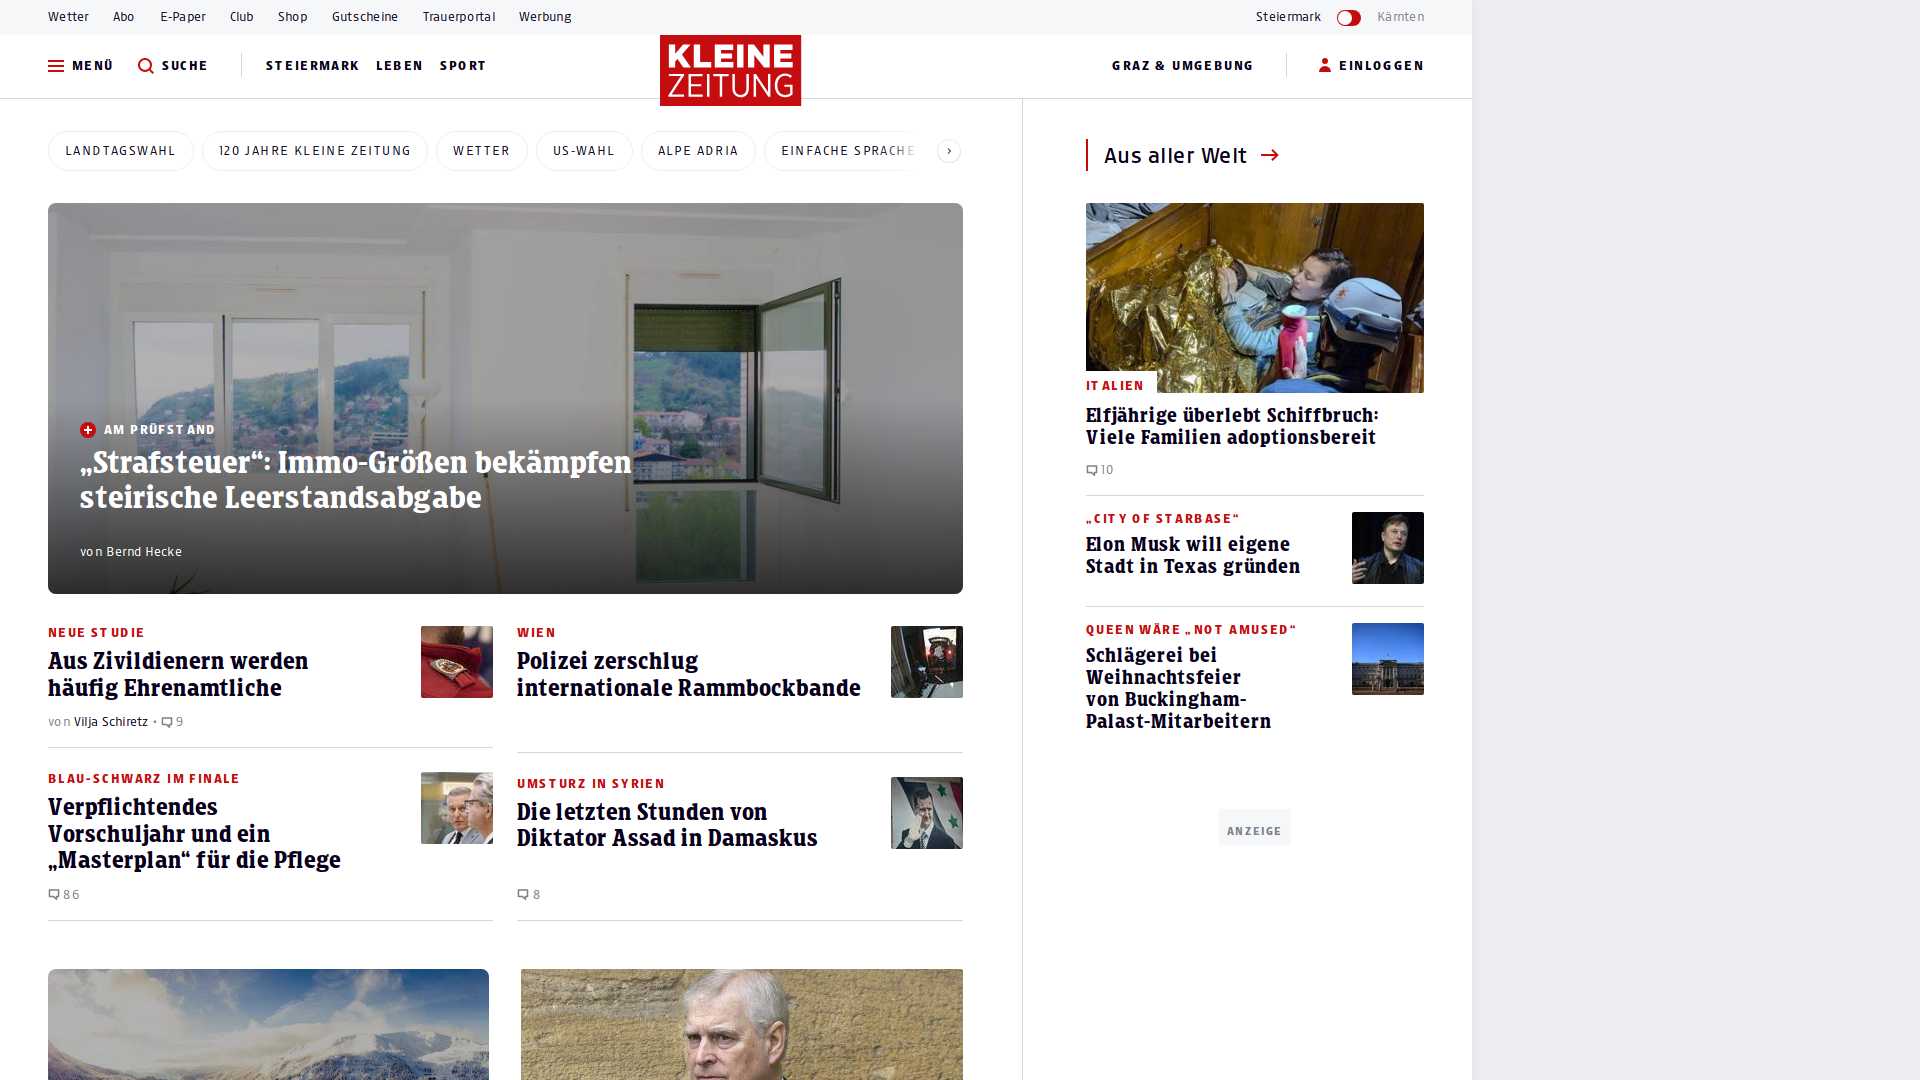 Wetter Abo E-Paper Club Shop Gutscheine Trauerportal Werbung Steiermark Kärnten
MENÜ SUCHE STEIERMARK LEBEN SPORT KLEINE ZEITUNG GRAZ & UMGEBUNG EINLOGGEN
LANDTAGSWAHL 120 JAHRE KLEINE ZEITUNG WETTER US-WAHL ALPE ADRIA EINFACHE SPRACHE
AM PRÜFSTAND
„Strafsteuer“: Immo-Größen bekämpfen
steirische Leerstandsabgabe
von Bernd Hecke
NEUE STUDIE
Aus Zivildienern werden
häufig Ehrenamtliche
von Vilja Schiretz • 9
WIEN
Polizei zerschlug
internationale Rammbockbande
BLAU-SCHWARZ IM FINALE
Verpflichtendes
Vorschuljahr und ein
„Masterplan“ für die Pflege
86
UMSTURZ IN SYRIEN
Die letzten Stunden von
Diktator Assad in Damaskus
8
Aus aller Welt
ITALIEN
Elfjährige überlebt Schiffbruch:
Viele Familien adoptionsbereit
10
„CITY OF STARBASE“
Elon Musk will eigene
Stadt in Texas gründen
QUEEN WÄRE „NOT AMUSED“
Schlägerei bei
Weihnachtsfeier
von Buckingham-
Palast-Mitarbeitern
ANZEIGE